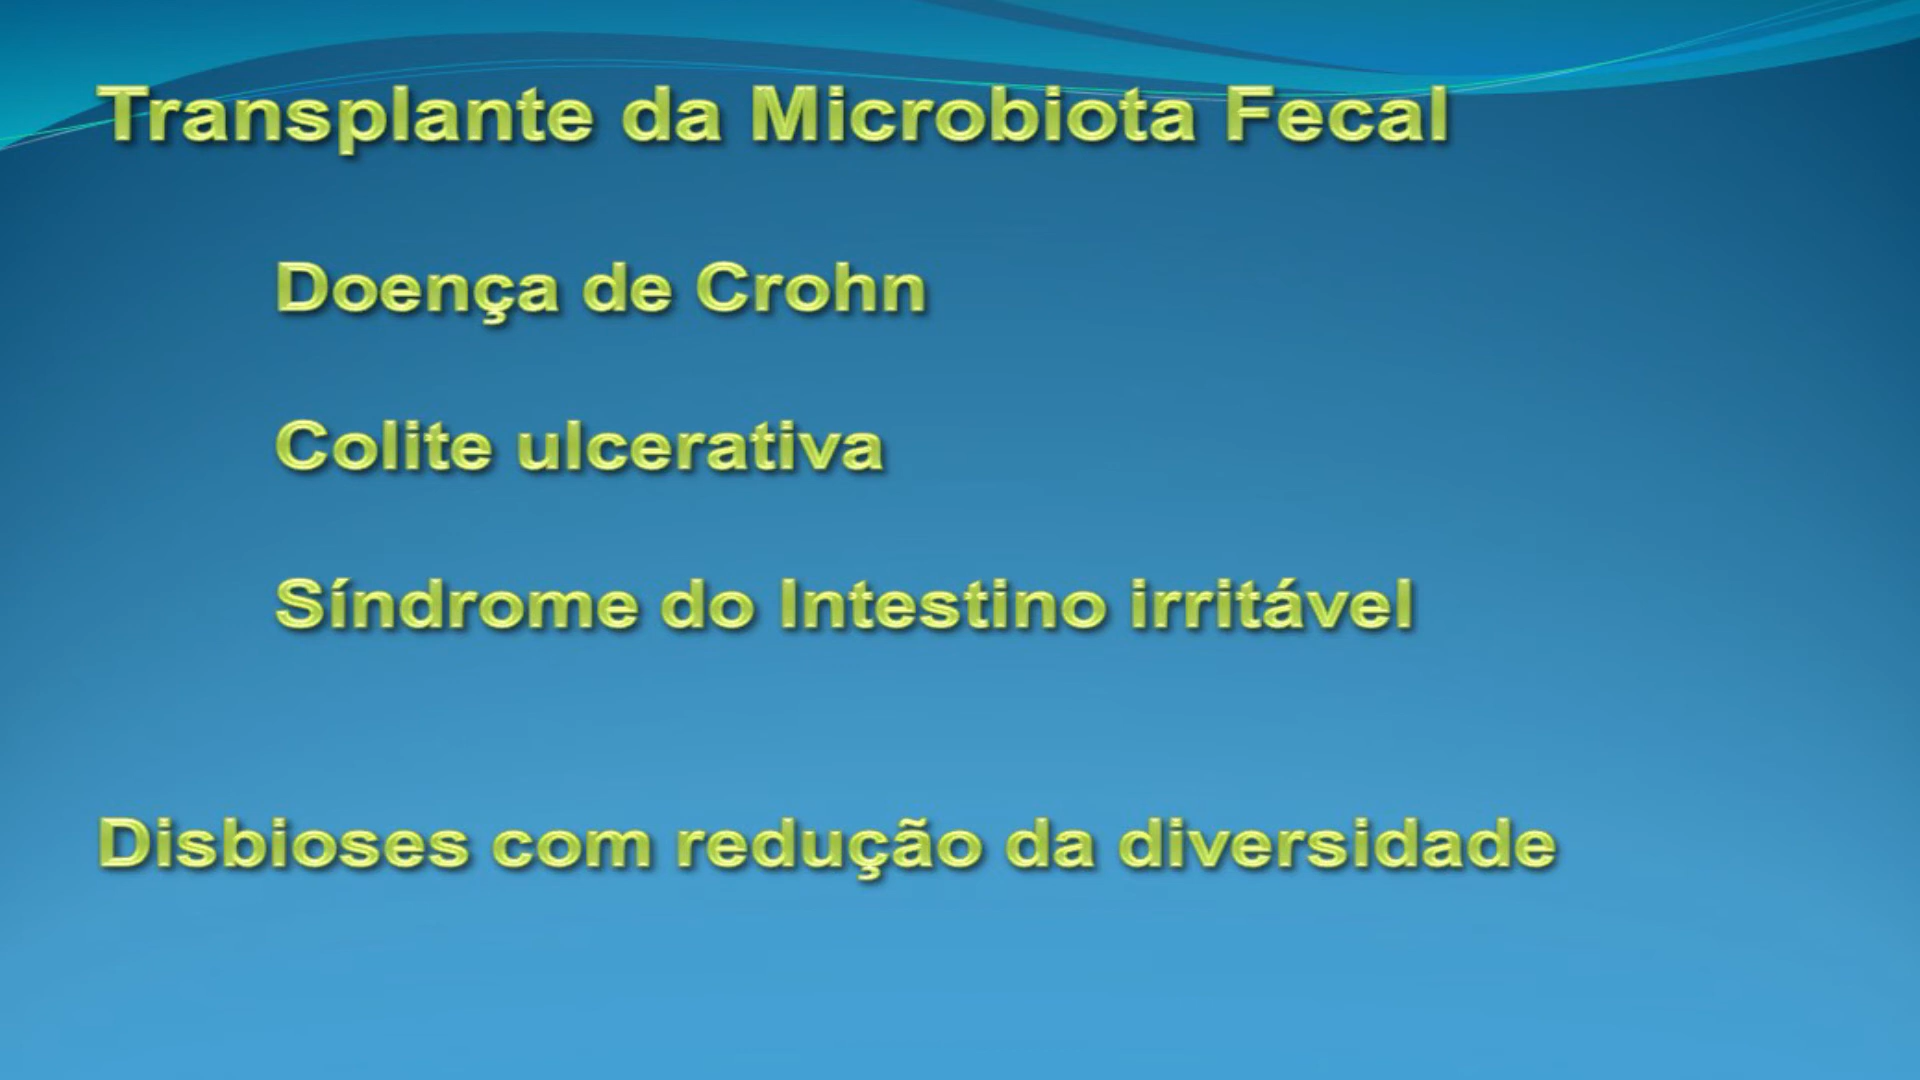 Transplante da Microbiota Fecal
Doença de Crohn
Colite ulcerativa
Síndrome do Intestino irritável
Disbioses com redução da diversidade